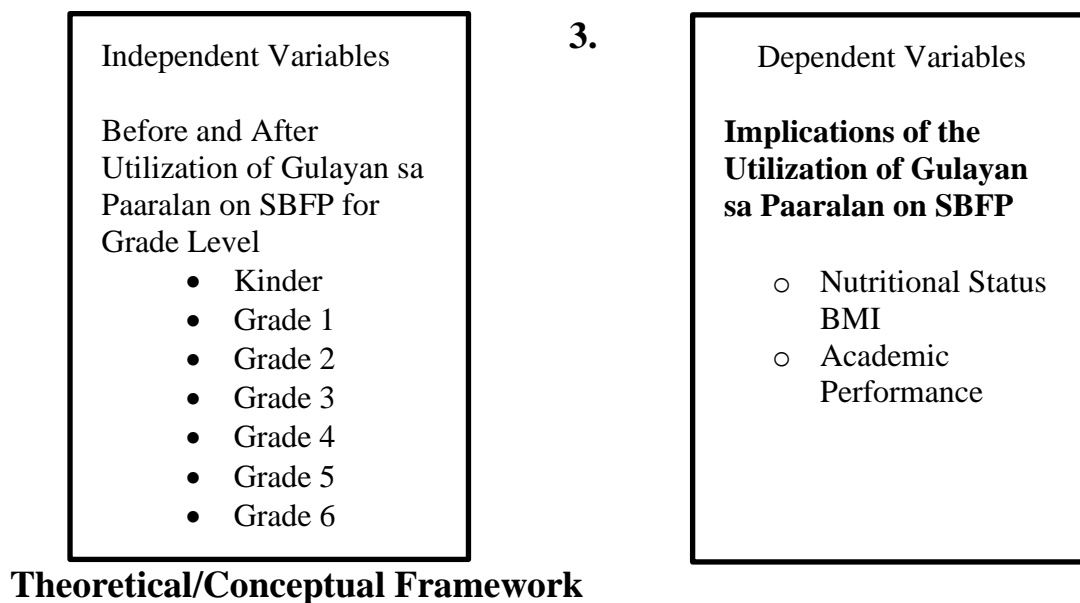 Independent Variables
Before and After
Utilization of Gulayan sa
Paaralan on SBFP for
Grade Level
• Kinder
• Grade 1
• Grade 2
• Grade 3
• Grade 4
• Grade 5
• Grade 6
3.
Dependent Variables
Implications of the
Utilization of Gulayan
sa Paaralan on SBFP
o Nutritional Status
BMI
o Academic
Performance
Theoretical/Conceptual Framework